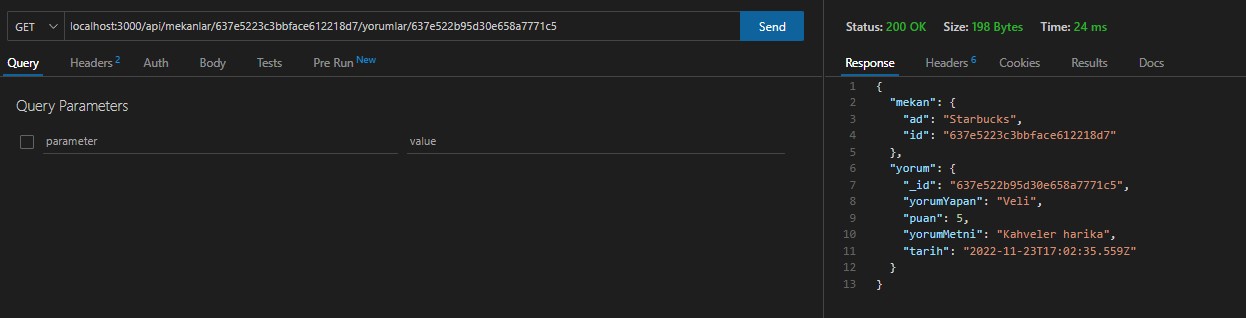 GET localhost:3000/api/mekanlar/637e5223c3bbface612218d7/yorumlar/637e522b95d30e658a7771c5 Send
Query Headers 2 Auth Body Tests Pre Run New
Query Parameters
parameter value
Status: 200 OK Size: 198 Bytes Time: 24 ms
Response Headers 6 Cookies Results Docs
1 {
2 "mekan": {
3 "ad": "Starbucks",
4 "id": "637e5223c3bbface612218d7"
5 },
6 "yorum": {
7 "_id": "637e522b95d30e658a7771c5",
8 "yorumYapan": "Veli",
9 "puan": 5,
10 "yorumMetni": "Kahveler harika",
11 "tarih": "2022-11-23T17:02:35.559Z"
12 }
13 }